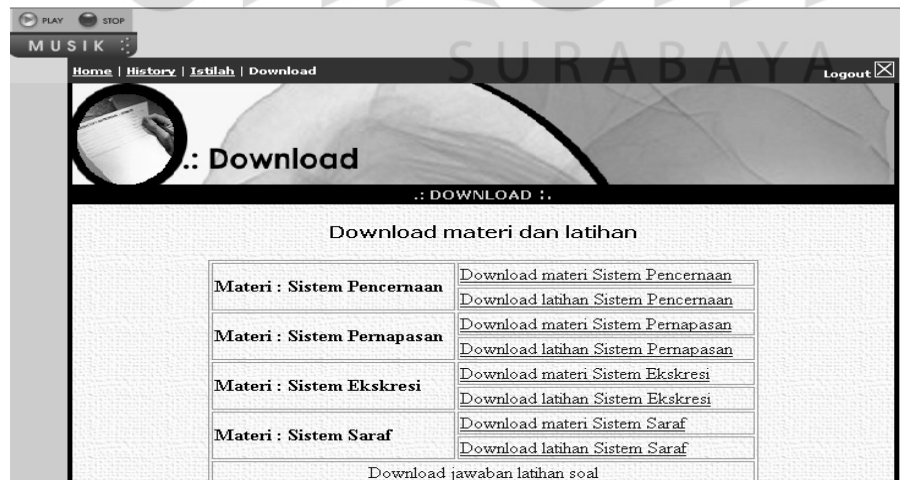 PLAY STOP
MUSIK
SURABAYA
Home | History | Istilah | Download Logout
.: Download
.: DOWNLOAD :.
Download materi dan latihan
Materi : Sistem Pencernaan
Download materi Sistem Pencernaan
Download latihan Sistem Pencernaan
Materi : Sistem Pernapasan
Download materi Sistem Pernapasan
Download latihan Sistem Pernapasan
Materi : Sistem Ekskresi
Download materi Sistem Ekskresi
Download latihan Sistem Ekskresi
Materi : Sistem Saraf
Download materi Sistem Saraf
Download latihan Sistem Saraf
Download jawaban latihan soal